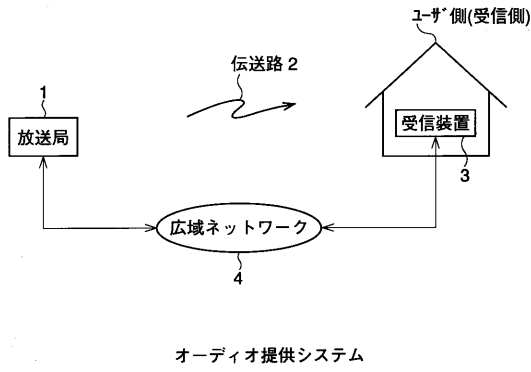 ユーザ側(受信側)
伝送路2
1
放送局
受信装置
3
広域ネットワーク
4
オーディオ提供システム